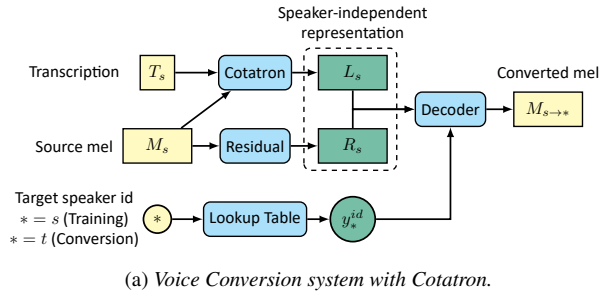 Speaker-independent
representation
Transcription
T_s
Cotatron
L_s
Converted mel
Decoder
M_{s→*}
Source mel
M_s
Residual
R_s
Target speaker id
* = s (Training)
* = t (Conversion)
*
Lookup Table
y_*^{id}
(a) Voice Conversion system with Cotatron.